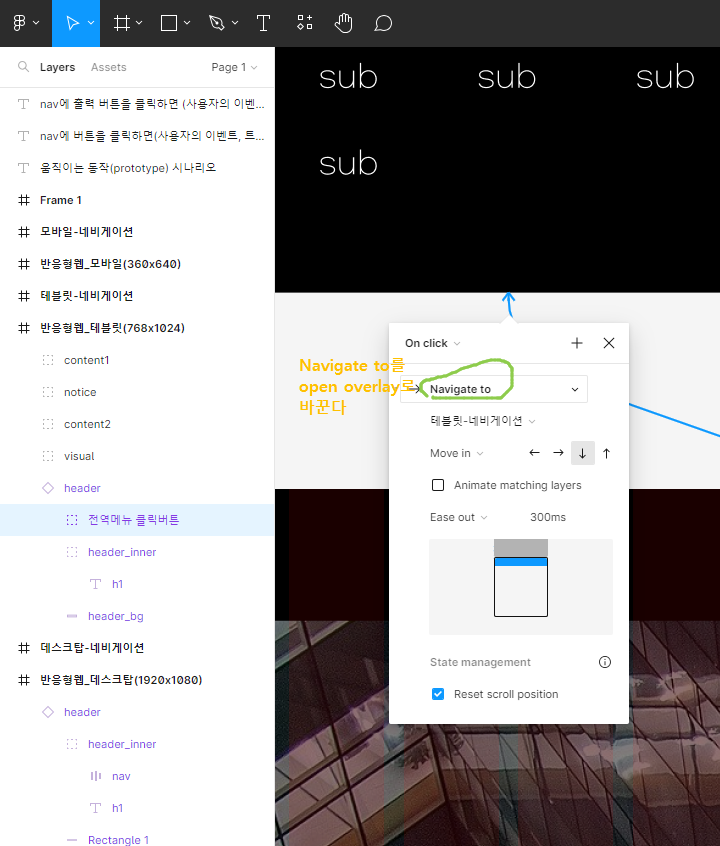 Layers Assets Page 1
nav에 출력 버튼을 클릭하면 (사용자의 이벤...
nav에 버튼을 클릭하면(사용자의 이벤트, 트...
움직이는 동작(prototype) 시나리오
Frame 1
모바일-네비게이션
반응형웹_모바일(360x640)
테블릿-네비게이션
반응형웹_테블릿(768x1024)
content1
notice
content2
visual
header
전역메뉴 클릭버튼
header_inner
h1
header_bg
데스크탑-네비게이션
반응형웹_데스크탑(1920x1080)
header
header_inner
nav
h1
Rectangle 1
sub sub sub
sub
On click
Navigate to를
open overlay로
바꾼다
Navigate to
테블릿-네비게이션
Move in
Animate matching layers
Ease out 300ms
State management
Reset scroll position